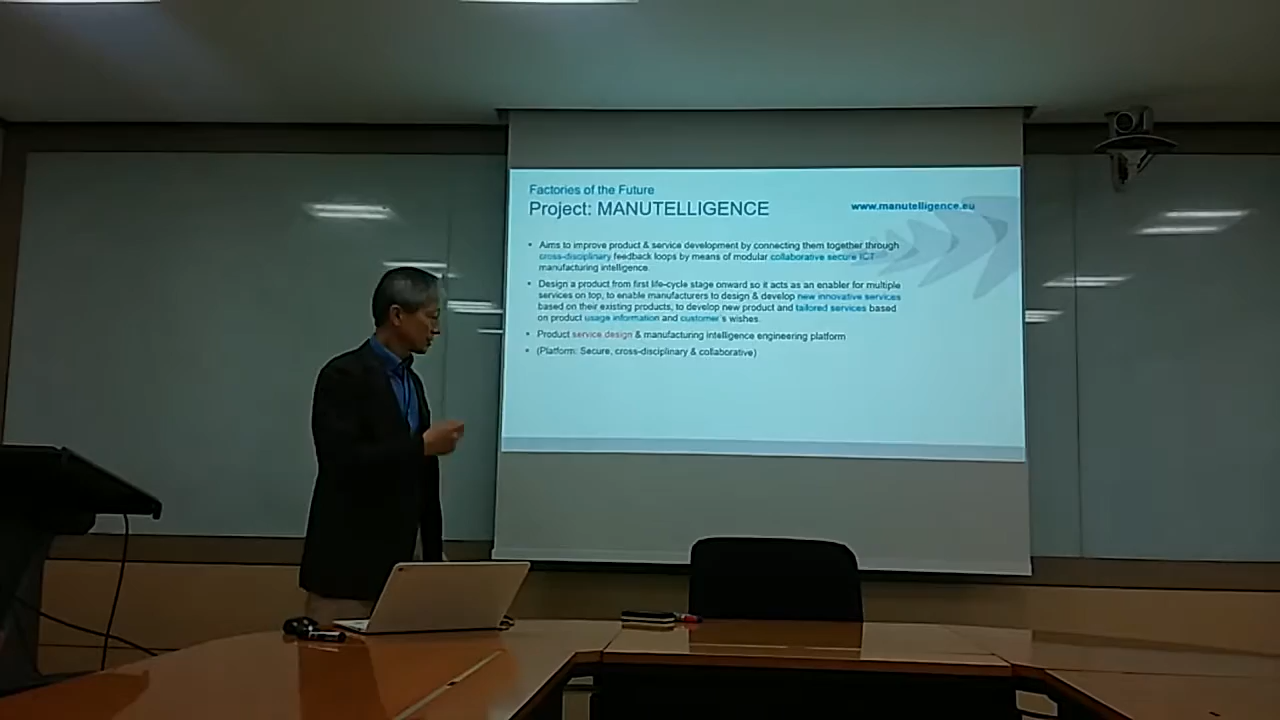 Factories of the Future
Project: MANUTELLIGENCE
www.manutelligence.eu
• Aims to improve product & service development by connecting them together through
cross-disciplinary feedback loops by means of modular collaborative secure ICT
manufacturing intelligence.
• Design a product from first life-cycle stage onward so it acts as an enabler for multiple
services on top, to enable manufacturers to design & develop new innovative services
based on their existing products, to develop new product and tailored services based
on product usage information and customer's wishes.
• Product service design & manufacturing intelligence engineering platform
• (Platform: Secure, cross-disciplinary & collaborative)